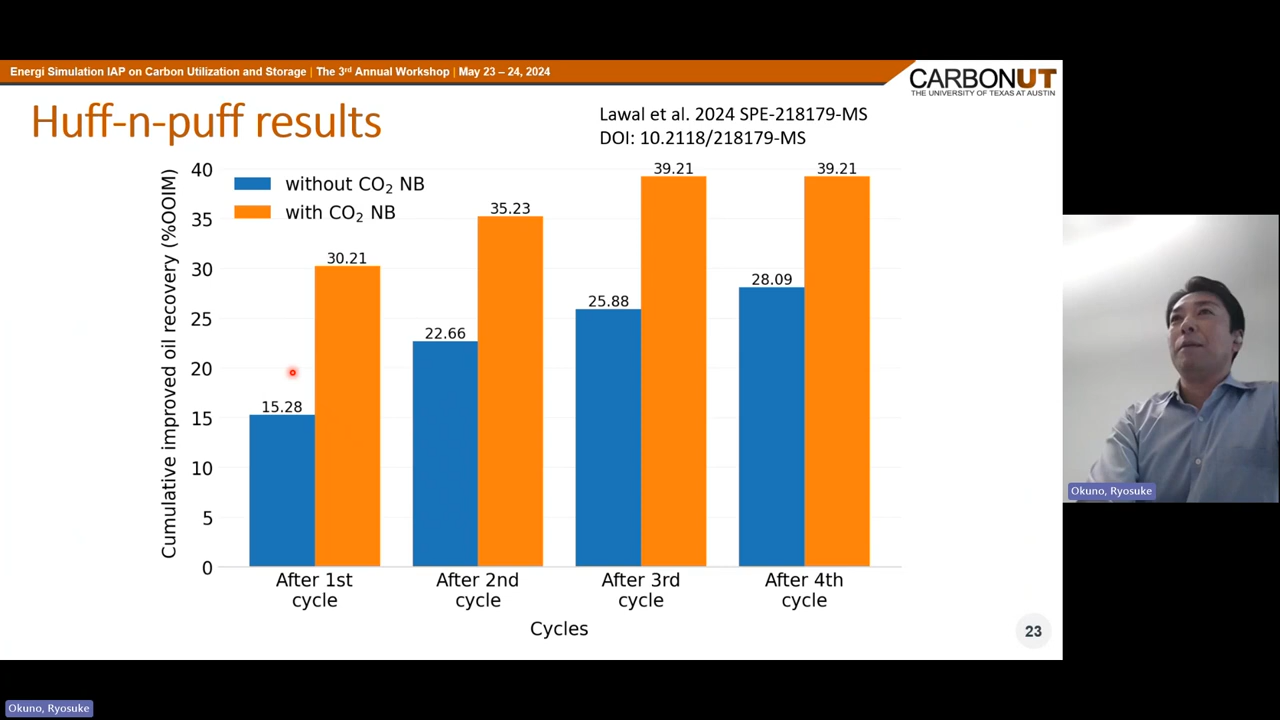 Energi Simulation IAP on Carbon Utilization and Storage | The 3rd Annual Workshop | May 23 – 24, 2024
CARBONUT
THE UNIVERSITY OF TEXAS AT AUSTIN
Huff-n-puff results
Lawal et al. 2024 SPE-218179-MS
DOI: 10.2118/218179-MS
Cumulative improved oil recovery (%OOIM)
40
35
30
25
20
15
10
5
0
without CO₂ NB
with CO₂ NB
15.28
30.21
22.66
35.23
25.88
39.21
28.09
39.21
After 1st
cycle
After 2nd
cycle
After 3rd
cycle
After 4th
cycle
Cycles
23
Okuno, Ryosuke
Okuno, Ryosuke